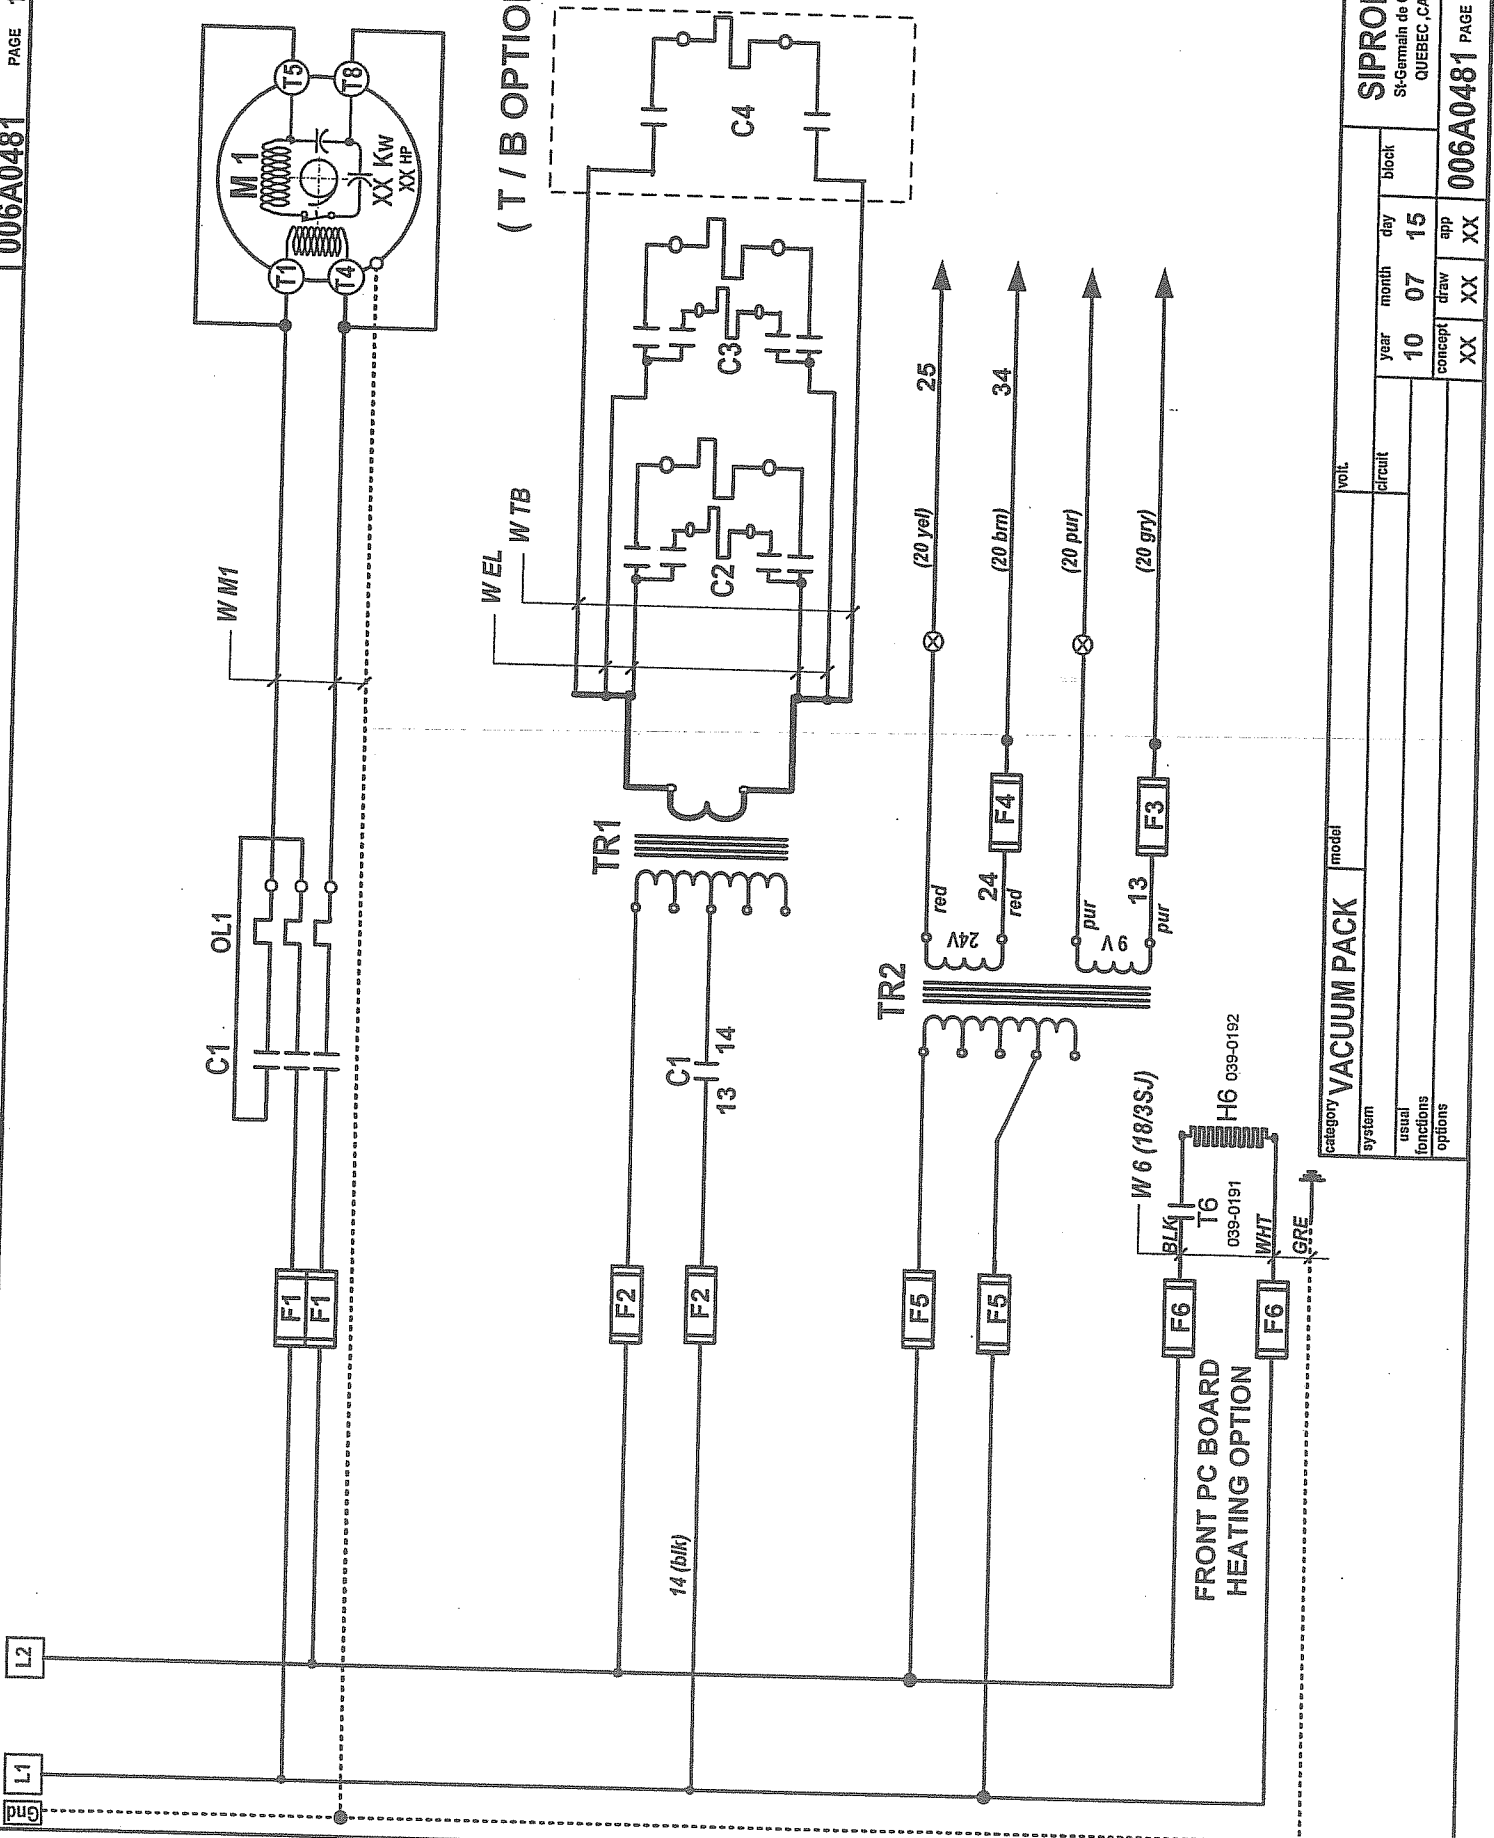 006A0481 PAGE
Gnd
L1
L2
F1
F1
C1
OL1
W M1
T1
T4
M 1
T5
T8
XX Kw
XX HP
14 (blk)
F2
F2
C1
13 14
TR1
W EL
W TB
C2
C3
C4
( T / B OPTIO
F5
F5
TR2
24V
9 V
red
24
red
pur
13
pur
F4
F3
(20 yel)
25
(20 brn)
34
(20 pur)
(20 gry)
FRONT PC BOARD
HEATING OPTION
F6
F6
W 6 (18/3SJ)
BLK
T6
039-0191
WHT
GRE
H6 039-0192
category VACUUM PACK
model
volt.
system
circuit
usual
fonctions
options
year month day
10 07 15
block
concept draw app
XX XX XX
St-Germain de
QUEBEC ,CA
006A0481 PAGE